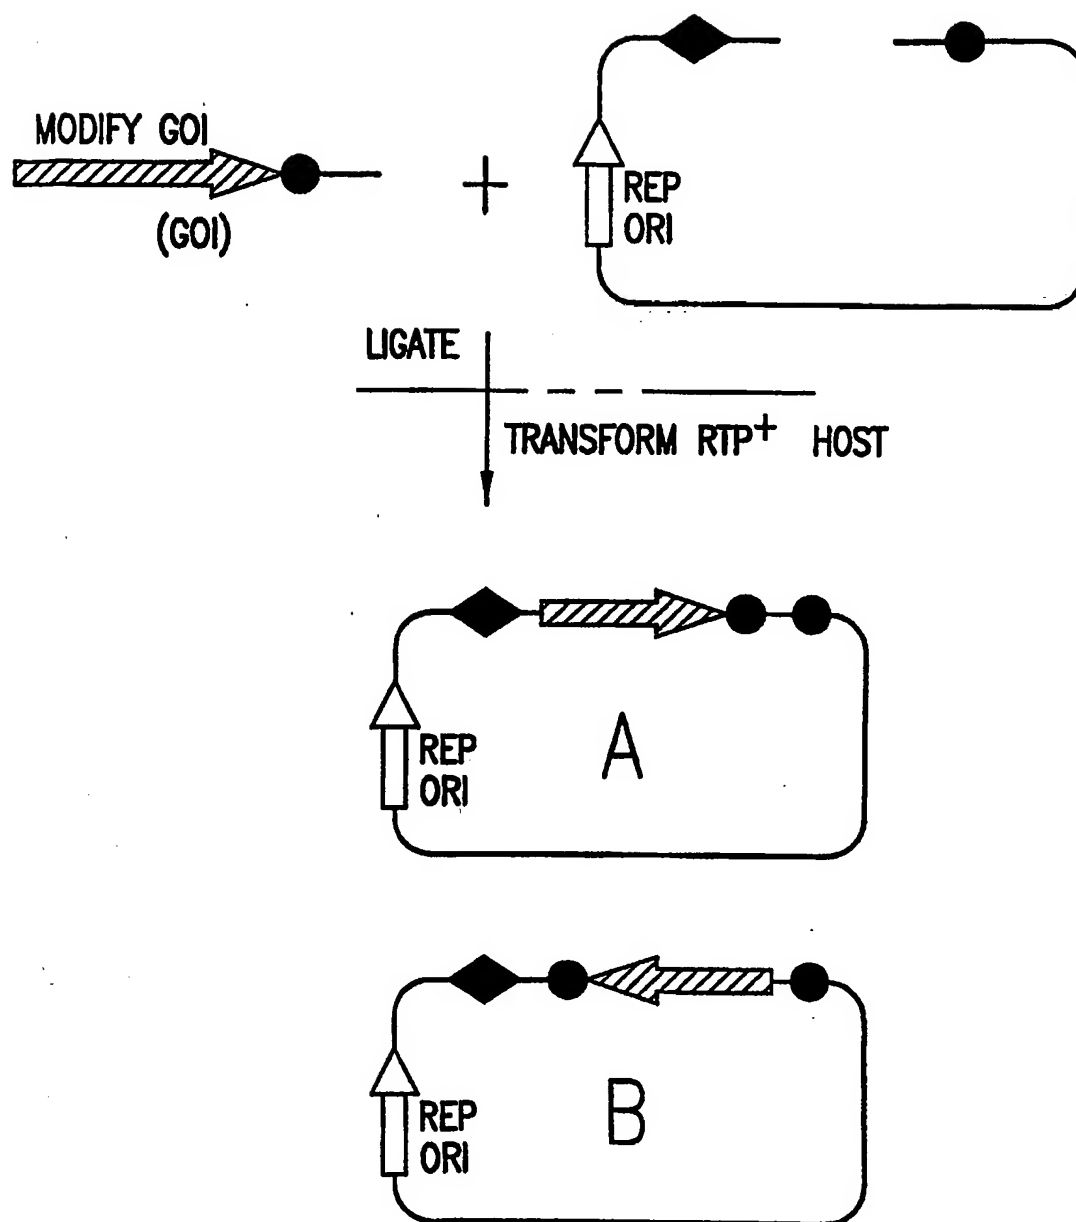 MODIFY GOI
(GOI)
+
REP
ORI
LIGATE
TRANSFORM RTP+ HOST
REP
ORI
A
REP
ORI
B